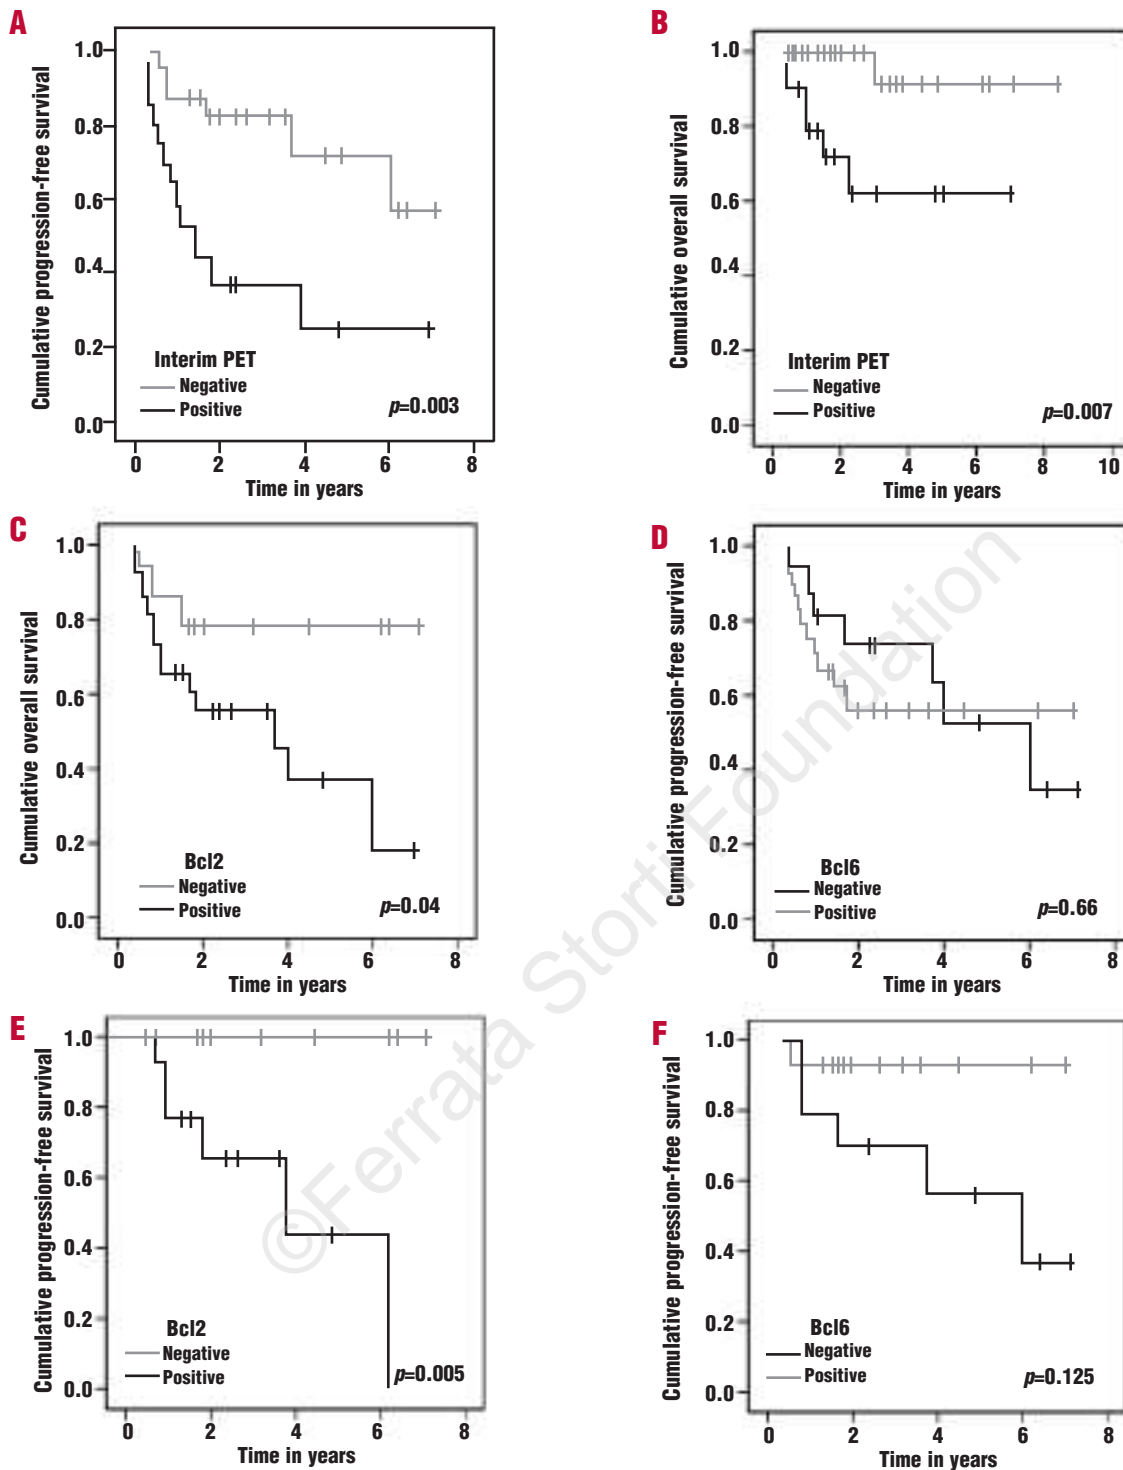 A
Cumulative progression-free survival
1.0
0.8
0.6
0.4
0.2
0.0
Interim PET
Negative
Positive
p=0.003
0 2 4 6 8
Time in years
B
Cumulative overall survival
1.0
0.8
0.6
0.4
0.2
0.0
Interim PET
Negative
Positive
p=0.007
0 2 4 6 8 10
Time in years
C
Cumulative overall survival
1.0
0.8
0.6
0.4
0.2
0.0
Bcl2
Negative
Positive
p=0.04
0 2 4 6 8
Time in years
D
Cumulative progression-free survival
1.0
0.8
0.6
0.4
0.2
0.0
Bcl6
Negative
Positive
p=0.66
0 2 4 6 8
Time in years
E
Cumulative progression-free survival
1.0
0.8
0.6
0.4
0.2
0.0
Bcl2
Negative
Positive
p=0.005
0 2 4 6 8
Time in years
F
Cumulative progression-free survival
1.0
0.8
0.6
0.4
0.2
0.0
Bcl6
Negative
Positive
p=0.125
0 2 4 6 8
Time in years
©Ferrata Storti Foundation